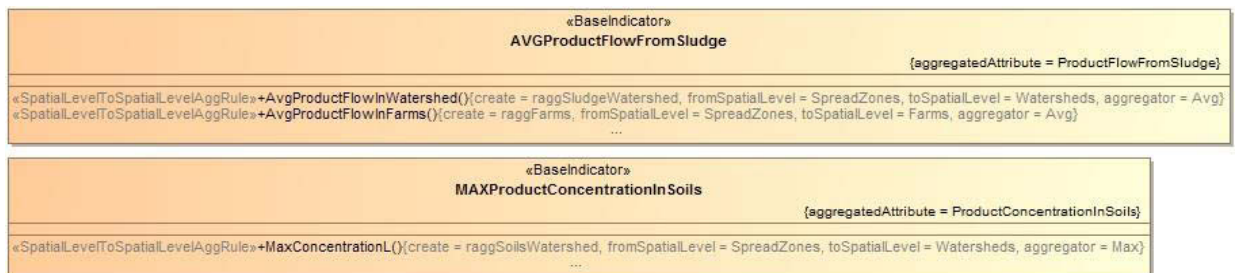 «BaseIndicator»
AVGProductFlowFromSludge
{aggregatedAttribute = ProductFlowFromSludge}
«SpatialLevelToSpatialLevelAggRule»+AvgProductFlowInWatershed(){create = raggSludgeWatershed, fromSpatialLevel = SpreadZones, toSpatialLevel = Watersheds, aggregator = Avg}
«SpatialLevelToSpatialLevelAggRule»+AvgProductFlowInFarms(){create = raggFarms, fromSpatialLevel = SpreadZones, toSpatialLevel = Farms, aggregator = Avg}
...
«BaseIndicator»
MAXProductConcentrationInSoils
{aggregatedAttribute = ProductConcentrationInSoils}
«SpatialLevelToSpatialLevelAggRule»+MaxConcentrationL(){create = raggSoilsWatershed, fromSpatialLevel = SpreadZones, toSpatialLevel = Watersheds, aggregator = Max}
...